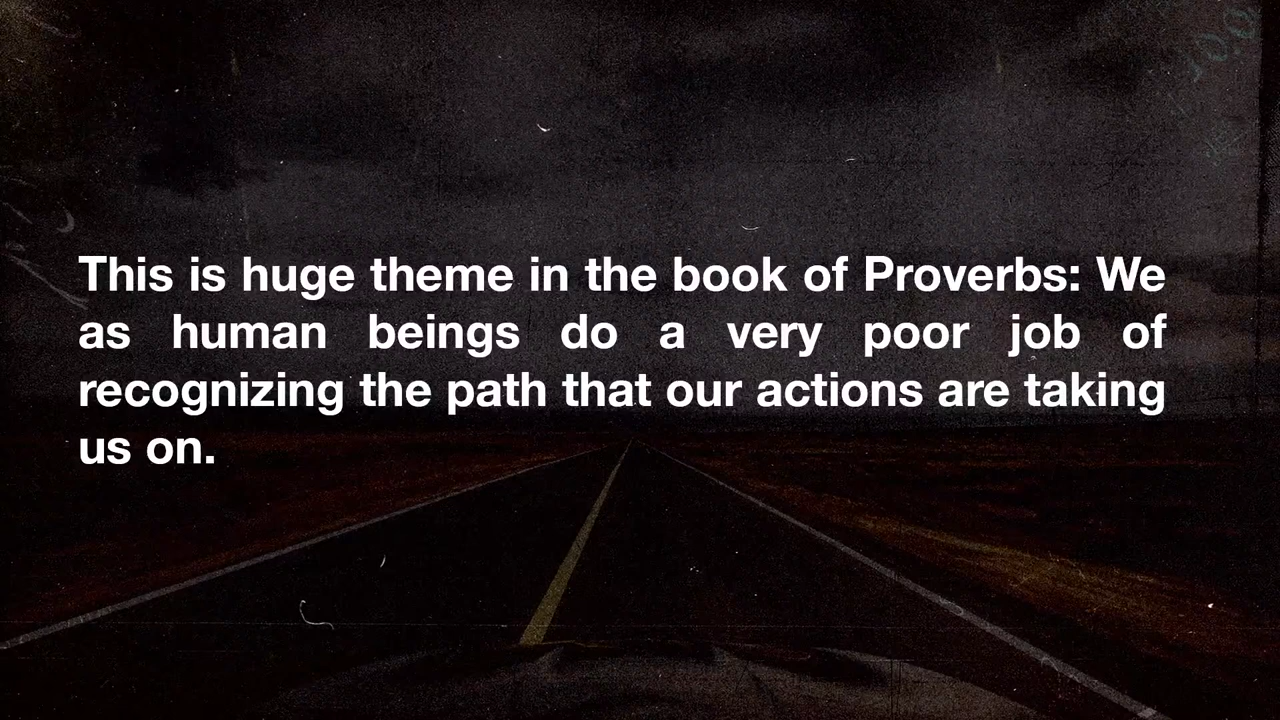 This is huge theme in the book of Proverbs: We
as human beings do a very poor job of
recognizing the path that our actions are taking
us on.